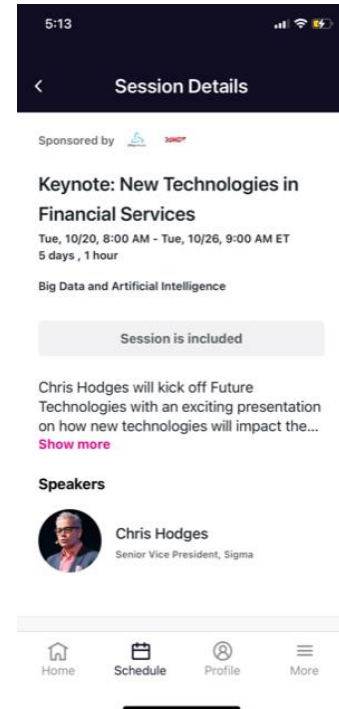 5:13
Session Details
Sponsored by
Keynote: New Technologies in
Financial Services
Tue, 10/20, 8:00 AM - Tue, 10/26, 9:00 AM ET
5 days , 1 hour
Big Data and Artificial Intelligence
Session is included
Chris Hodges will kick off Future
Technologies with an exciting presentation
on how new technologies will impact the...
Show more
Speakers
Chris Hodges
Senior Vice President, Sigma
Home Schedule Profile More